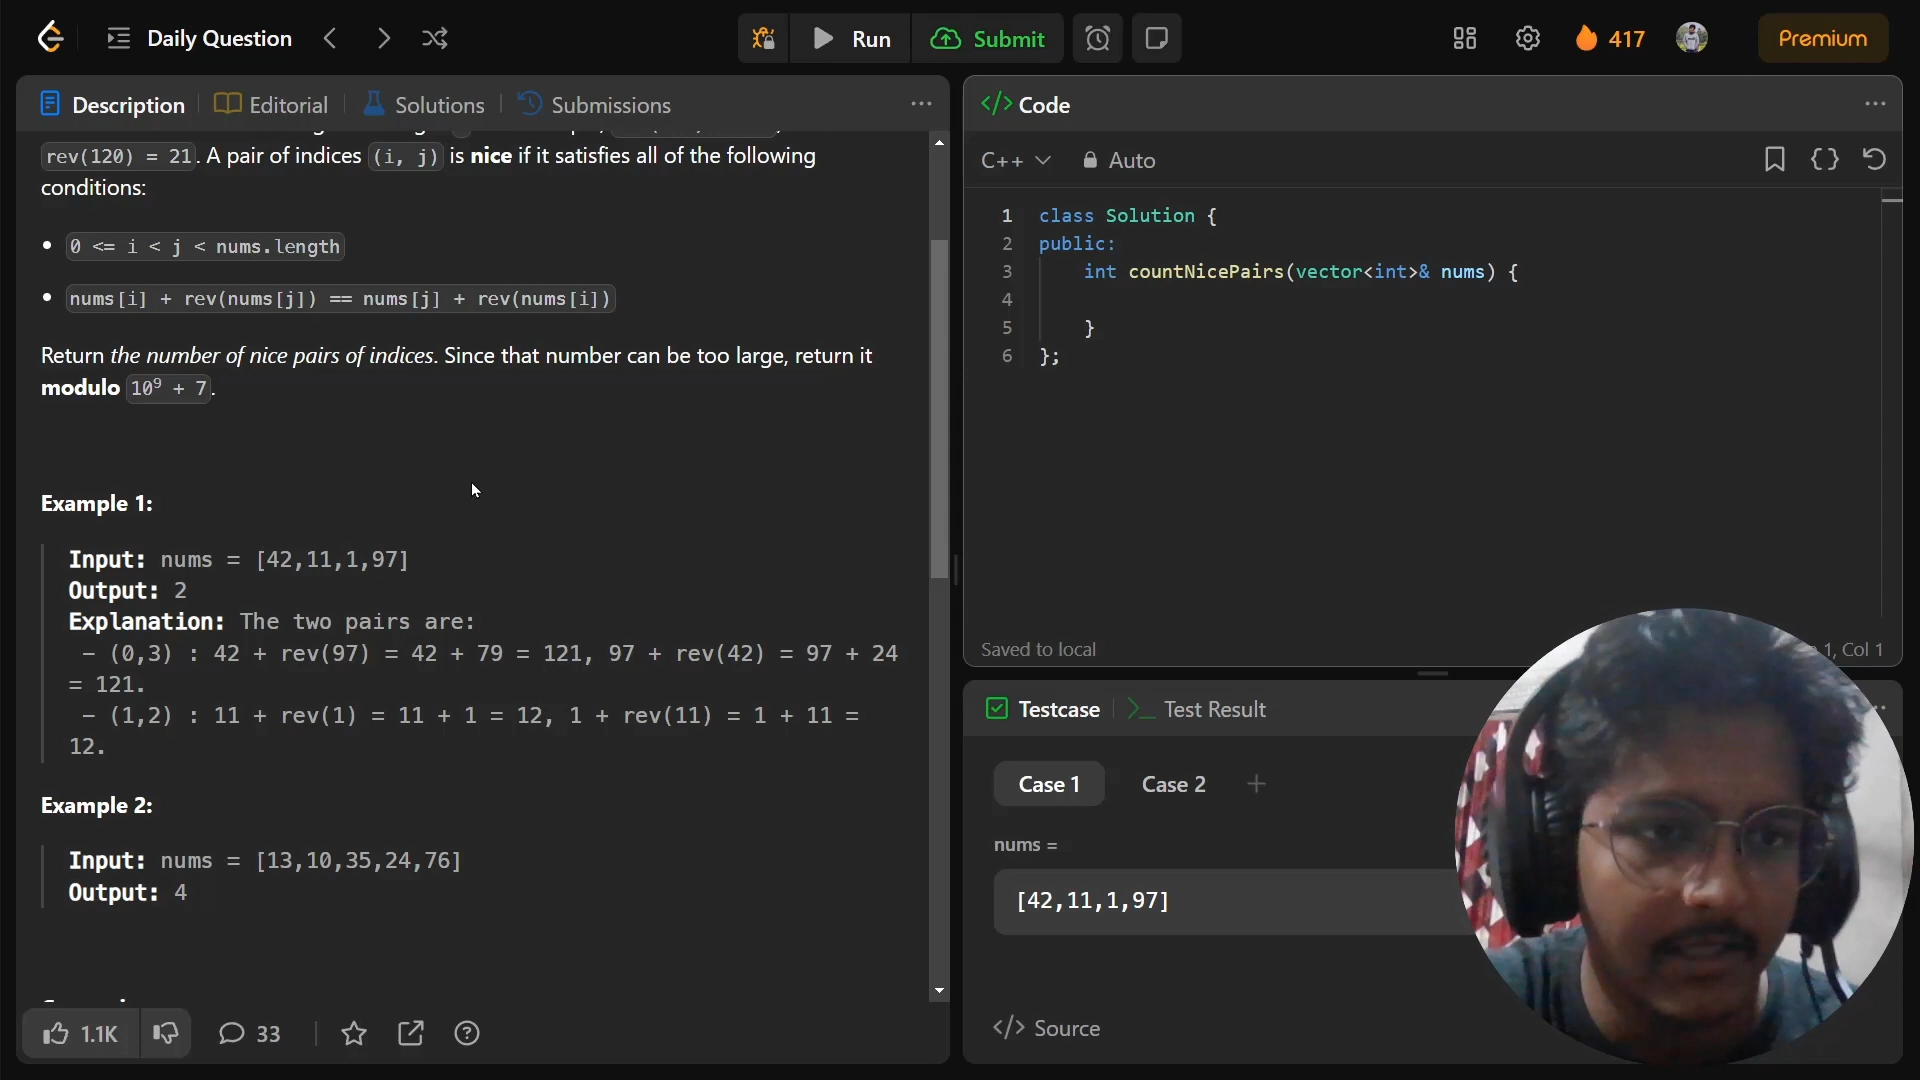 Daily Question
Run
Submit
417
Premium
Description
Editorial
Solutions
Submissions
rev(120) = 21. A pair of indices (i, j) is nice if it satisfies all of the following
conditions:
• 0 <= i < j < nums.length
• nums[i] + rev(nums[j]) == nums[j] + rev(nums[i])
Return the number of nice pairs of indices. Since that number can be too large, return it
modulo 10⁹ + 7.
Example 1:
Input: nums = [42,11,1,97]
Output: 2
Explanation: The two pairs are:
- (0,3) : 42 + rev(97) = 42 + 79 = 121, 97 + rev(42) = 97 + 24
= 121.
- (1,2) : 11 + rev(1) = 11 + 1 = 12, 1 + rev(11) = 1 + 11 =
12.
Example 2:
Input: nums = [13,10,35,24,76]
Output: 4
1.1K
33
</> Code
C++
Auto
1 class Solution {
2 public:
3 int countNicePairs(vector<int>& nums) {
4
5 }
6 };
Saved to local
1, Col 1
Testcase
>_ Test Result
Case 1
Case 2
+
nums =
[42,11,1,97]
</> Source